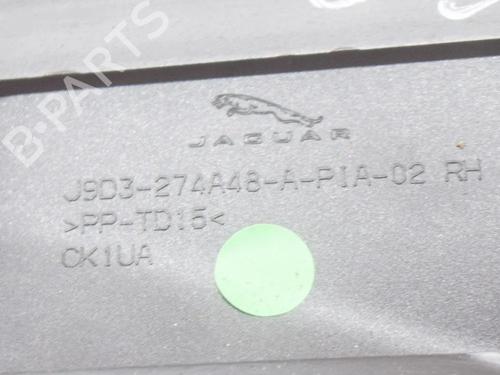 B-PARTS
JAGUAR
J9D3-274A48-A-PIA-02 RH
>PP-TD15<
CK1UA